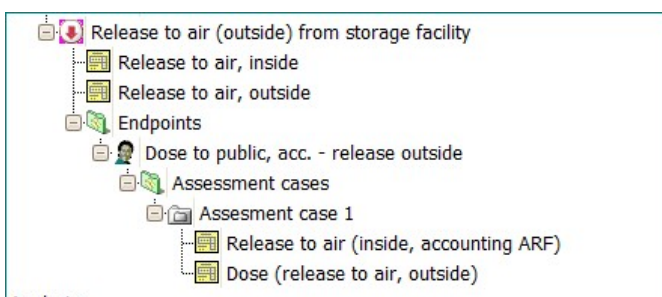 Release to air (outside) from storage facility
Release to air, inside
Release to air, outside
Endpoints
Dose to public, acc. - release outside
Assessment cases
Assesment case 1
Release to air (inside, accounting ARF)
Dose (release to air, outside)